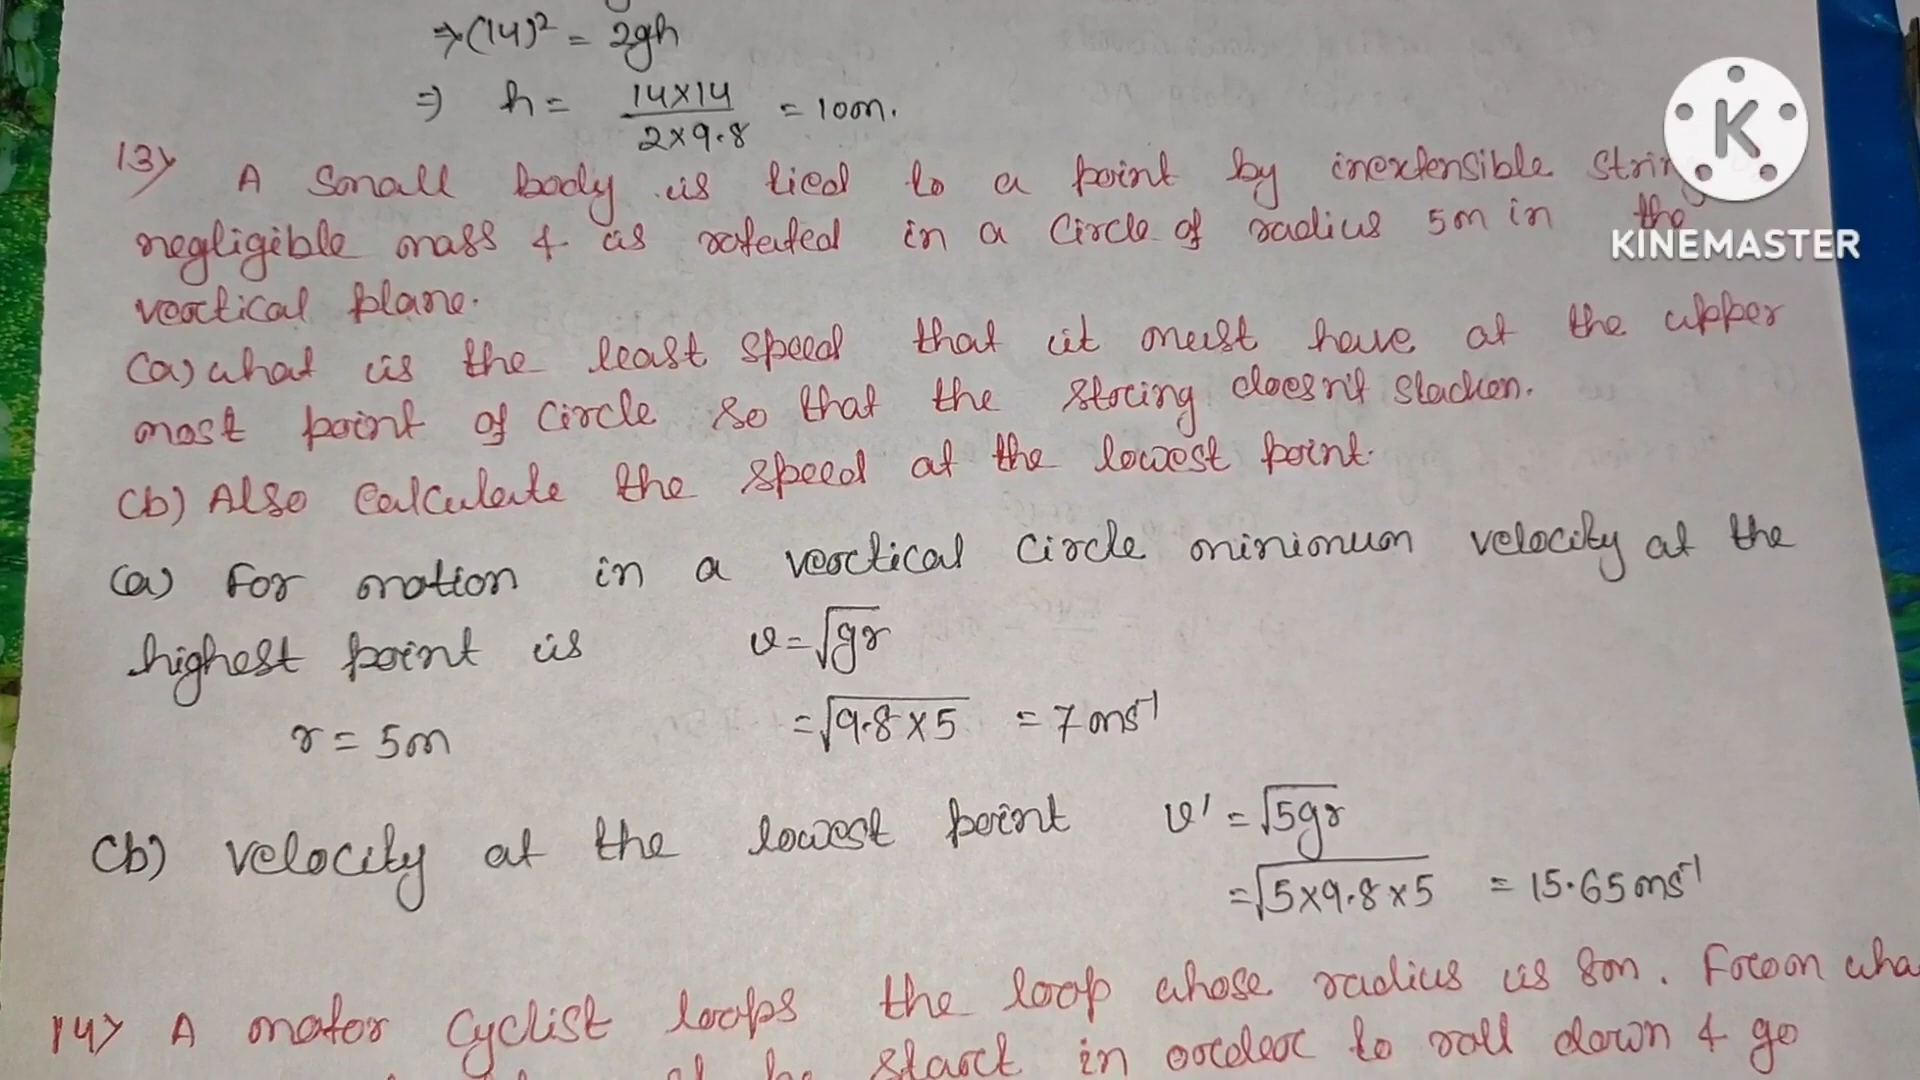 ⇒ (14)² = 2gh
⇒ h = 14×14 / 2×9.8 = 10m.
13) A small body is tied to a point by inextensible string
negligible mass & is rotated in a circle of radius 5m in the
vertical plane.
(a) what is the least speed that it must have at the upper
most point of circle so that the string doesn't slacken.
(b) Also calculate the speed at the lowest point.
(a) For motion in a vertical circle minimum velocity at the
highest point is v = √gr
r = 5m = √9.8×5 = 7ms⁻¹
(b) velocity at the lowest point v' = √5gr
= √5×9.8×5 = 15.65ms⁻¹
14) A motor cyclist loops the loop whose radius is 8m. From wha
start in order to roll down & go
K
KINEMASTER